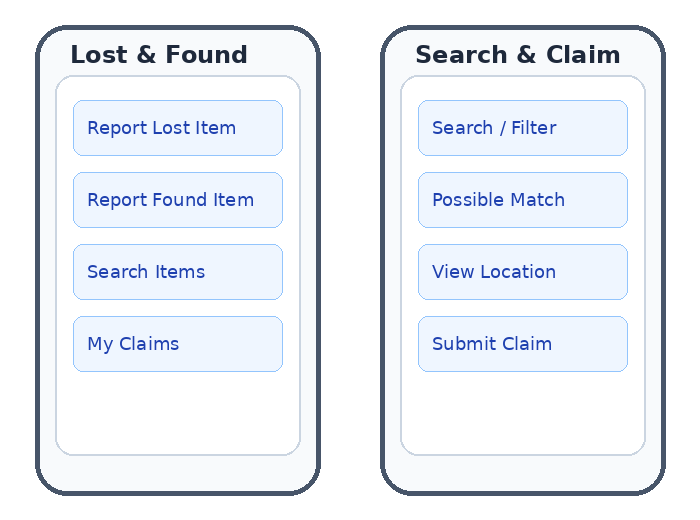 Lost & Found
Report Lost Item
Report Found Item
Search Items
My Claims
Search & Claim
Search / Filter
Possible Match
View Location
Submit Claim